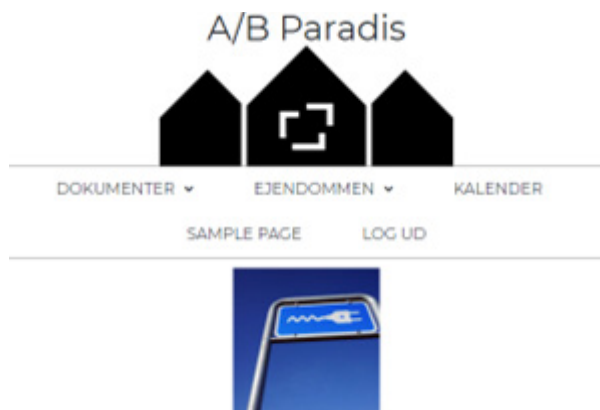 A/B Paradis
DOKUMENTER EJENDOMMEN KALENDER
SAMPLE PAGE LOG UD